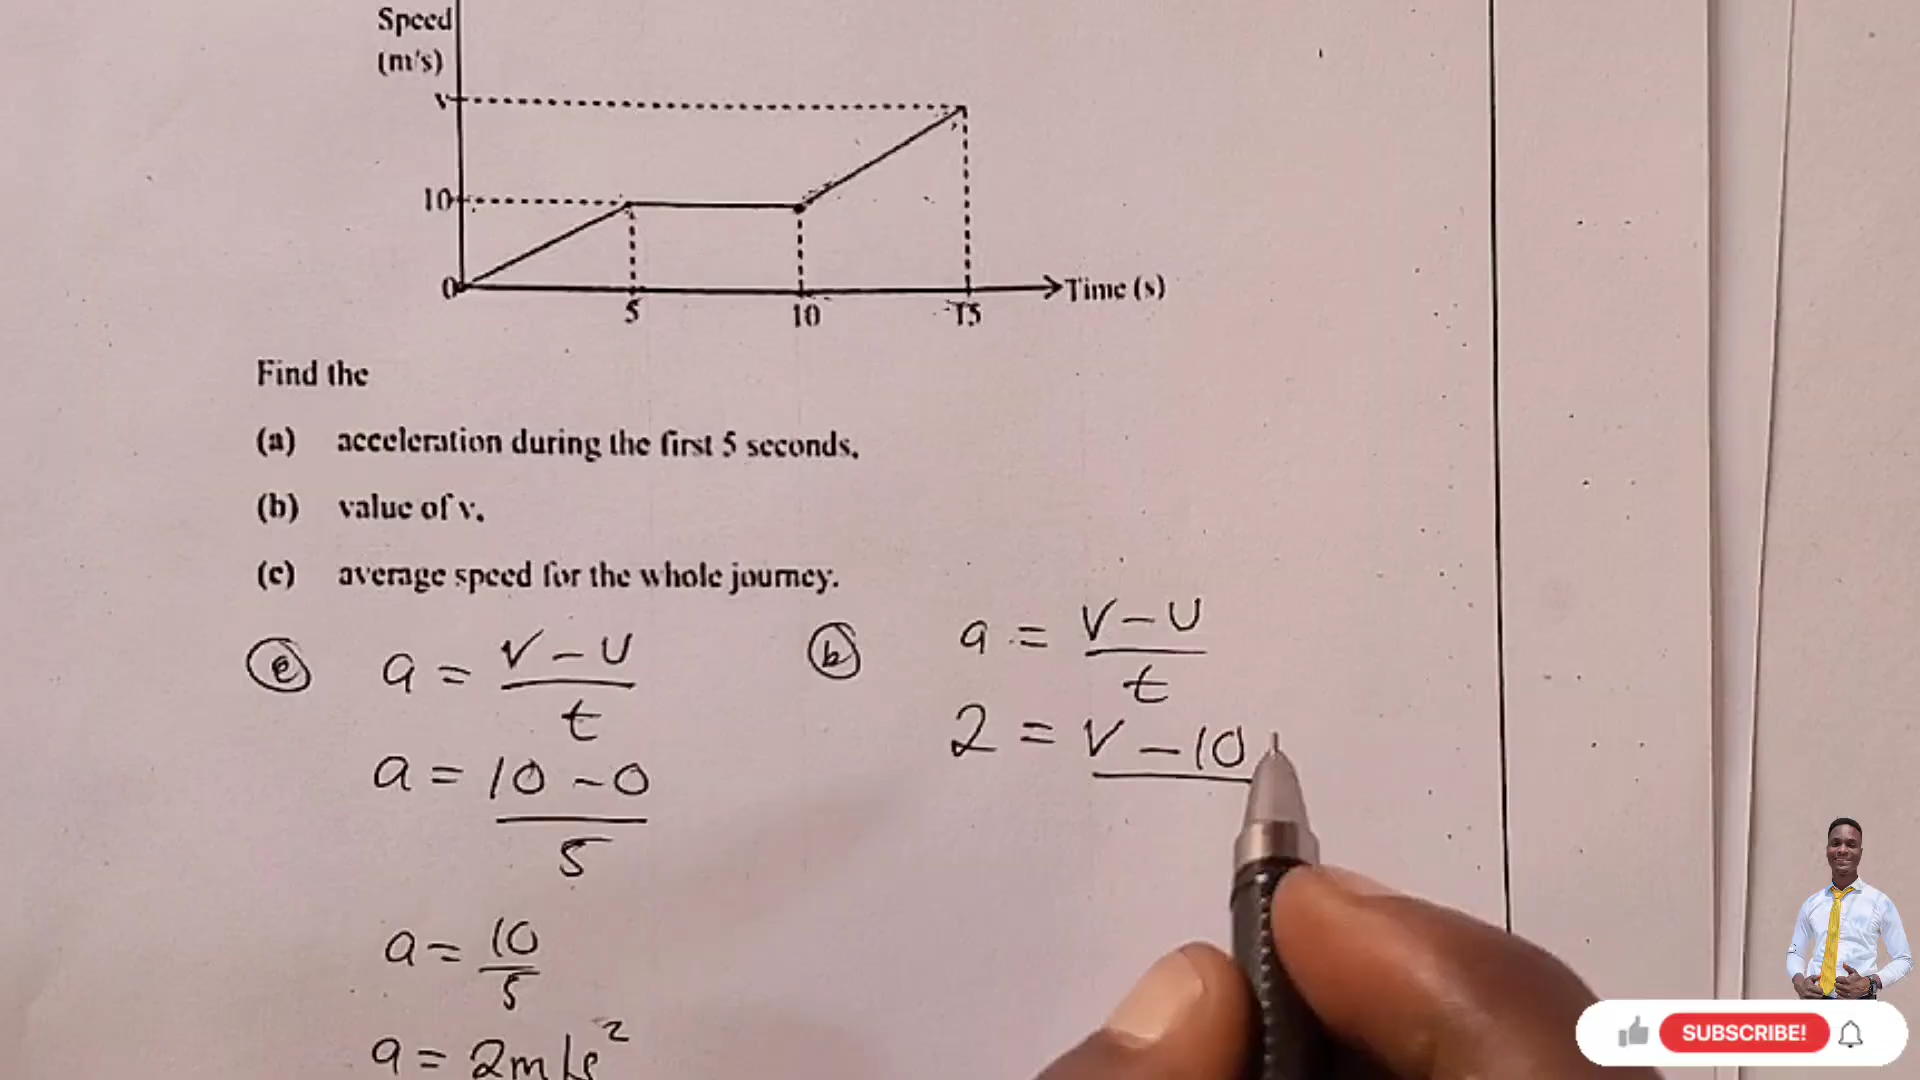 Speed
(m/s)
v
10
0
Time (s)
5 10 15
Find the
(a) acceleration during the first 5 seconds.
(b) value of v.
(c) average speed for the whole journey.
a = v - u
t
a = 10 - 0
5
a = 10
5
a = 2m/s²
(b) a = v - u
t
2 = v - 10
SUBSCRIBE!